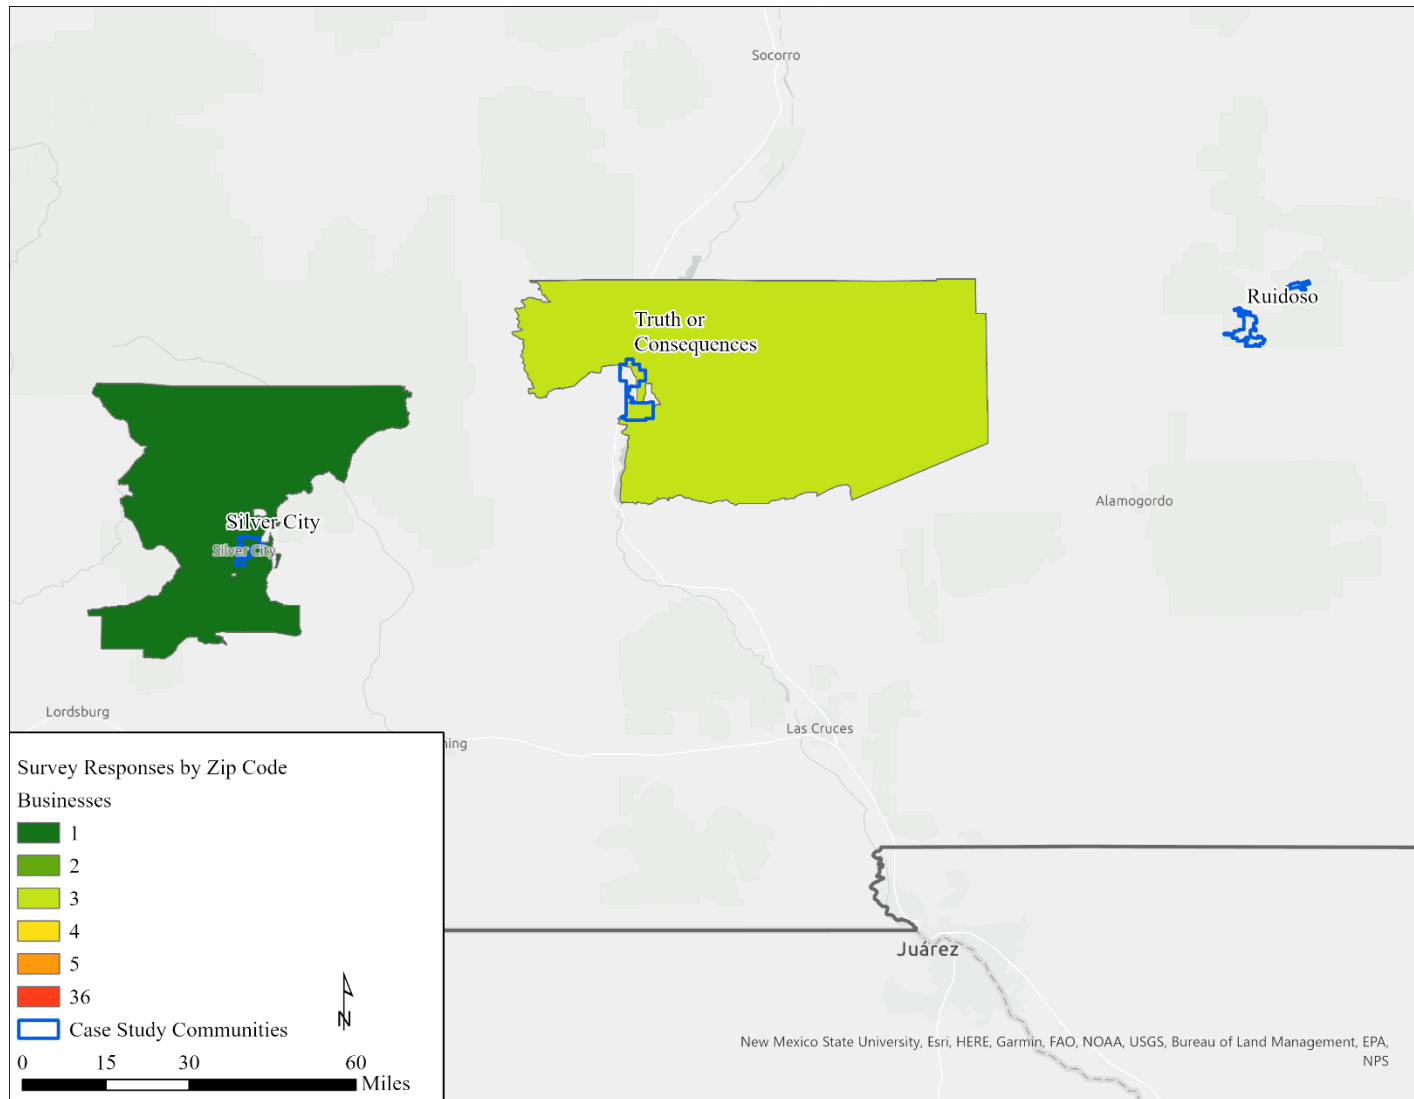 Socorro
Ruidoso
Truth or
Consequences
Alamogordo
Silver City
Silver City
Lordsburg
Las Cruces
ning
Survey Responses by Zip Code
Businesses
1
2
3
4
5
36
Case Study Communities
N
0 15 30 60
Miles
Juárez
New Mexico State University, Esri, HERE, Garmin, FAO, NOAA, USGS, Bureau of Land Management, EPA,
NPS